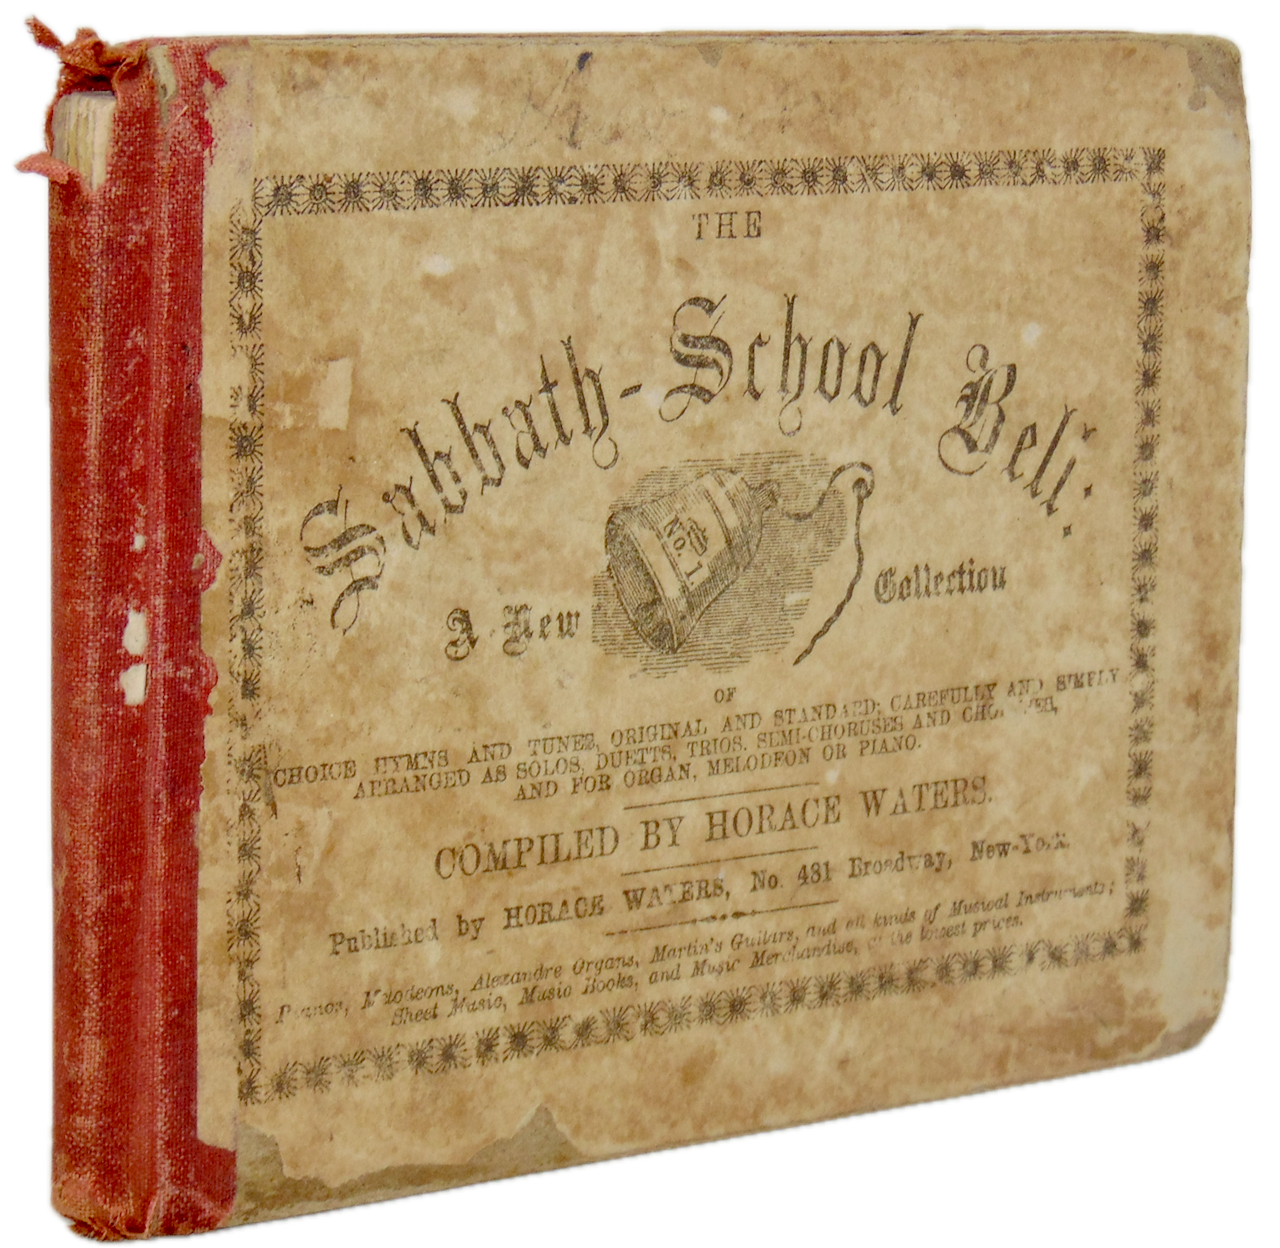 THE
Sabbath-School Bell:
No. 1
A New Collection
OF
CHOICE HYMNS AND TUNES, ORIGINAL AND STANDARD; CAREFULLY AND SIMPLY
ARRANGED AS SOLOS, DUETTS, TRIOS, SEMI-CHORUSES AND
AND FOR ORGAN, MELODEON OR PIANO.
COMPILED BY HORACE WATERS.
Published by HORACE WATERS, No. 481 Broadway, New-York.
Pianos, Melodeons, Alexandre Organs, Martin's Guitars, and all kinds of Musical Instruments;
Sheet Music, Music Books, and Music Merchandise, at the lowest prices.